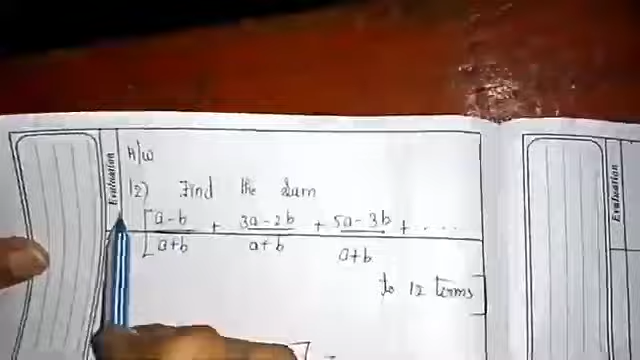 Evaluation
H/W
12) Find the sum
[a-b/a+b + 3a-2b/a+b + 5a-3b/a+b + ....
to 12 terms]
Evaluation